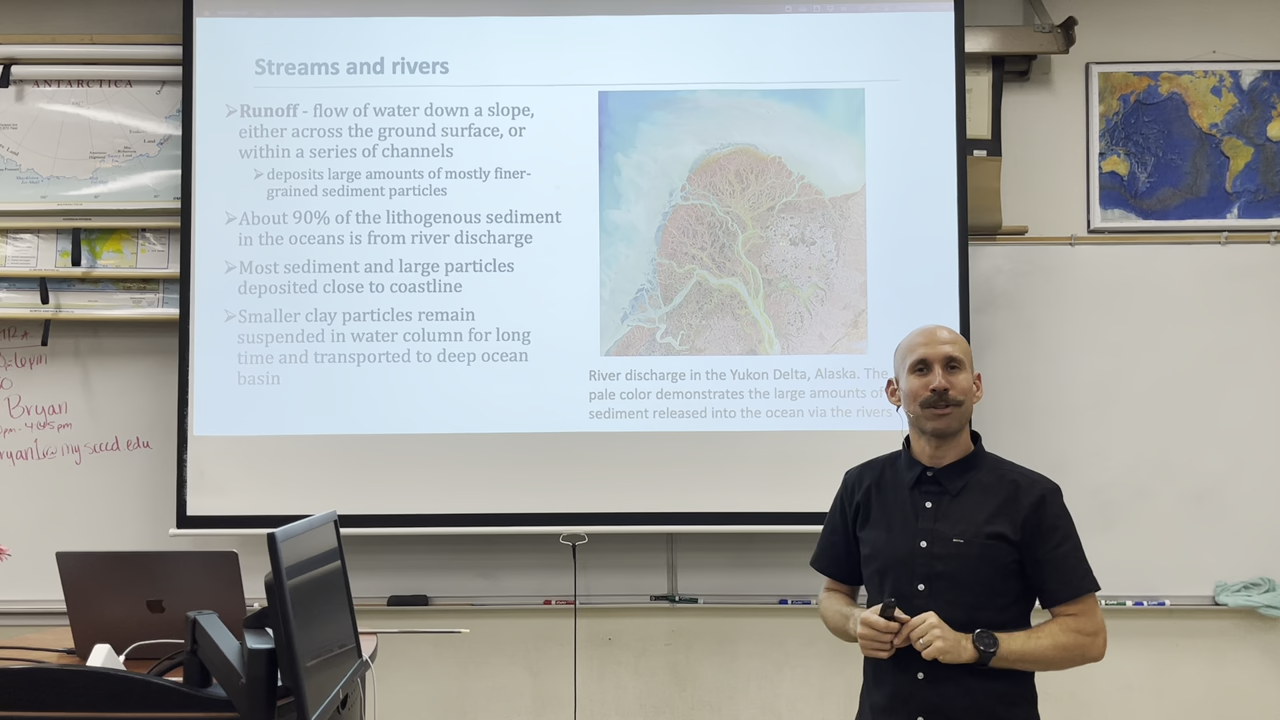 Streams and rivers
➢Runoff - flow of water down a slope,
either across the ground surface, or
within a series of channels
➢deposits large amounts of mostly finer-
grained sediment particles
➢About 90% of the lithogenous sediment
in the oceans is from river discharge
➢Most sediment and large particles
deposited close to coastline
➢Smaller clay particles remain
suspended in water column for long
time and transported to deep ocean
basin
River discharge in the Yukon Delta, Alaska. The
pale color demonstrates the large amounts of
sediment released into the ocean via the rivers
ANTARCTICA
Bryan